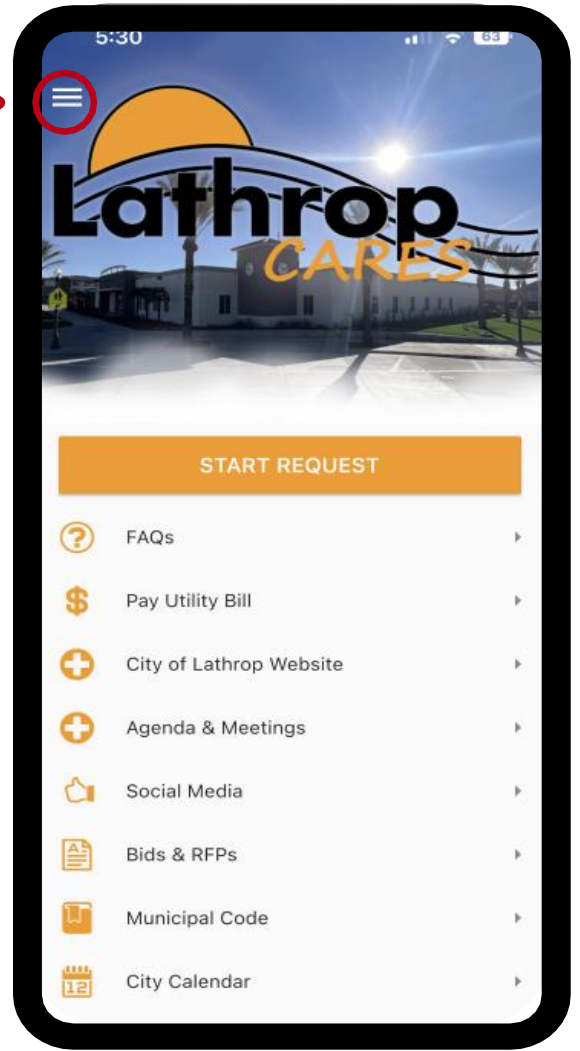 5:30
63
Lathrop
CARES
START REQUEST
FAQs
Pay Utility Bill
City of Lathrop Website
Agenda & Meetings
Social Media
Bids & RFPs
Municipal Code
12
City Calendar